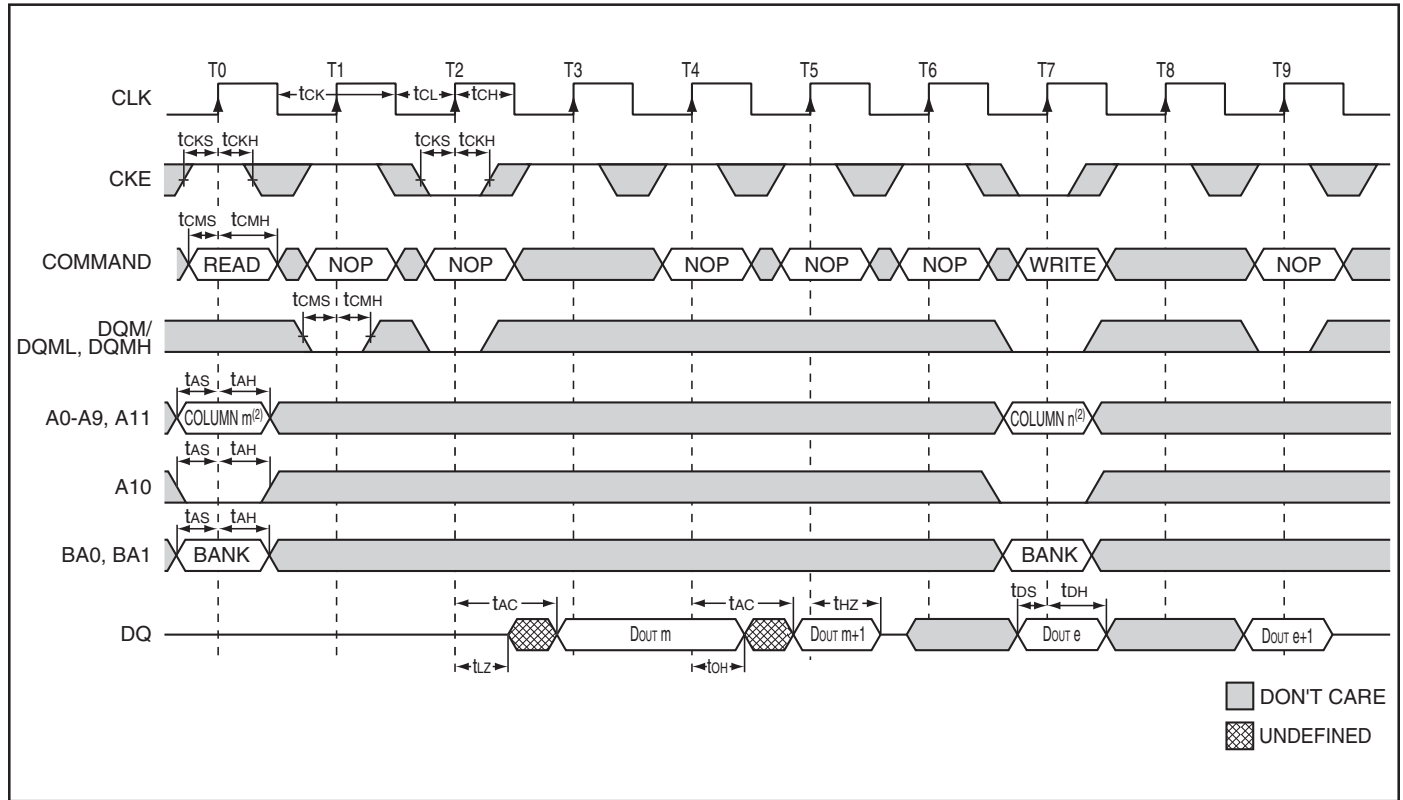 T0 T1 T2 T3 T4 T5 T6 T7 T8 T9
CLK tCK tCL tCH
tCKS tCKH tCKS tCKH
CKE
tCMS tCMH
COMMAND READ NOP NOP NOP NOP NOP WRITE NOP
tCMS tCMH
DQM/
DQML, DQMH
tAS tAH
A0-A9, A11 COLUMN m(2) COLUMN n(2)
tAS tAH
A10
tAS tAH
BA0, BA1 BANK BANK
tAC tAC tHZ tDS tDH
DQ DOUT m DOUT m+1 DOUT e DOUT e+1
tLZ tOH
DON'T CARE
UNDEFINED